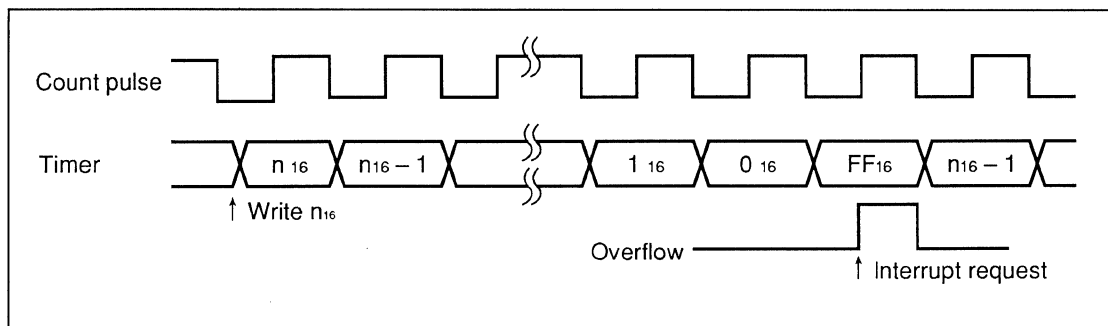 Count pulse
Timer n₁₆ n₁₆ – 1 1₁₆ 0₁₆ FF₁₆ n₁₆ – 1
↑ Write n₁₆
Overflow
↑ Interrupt request